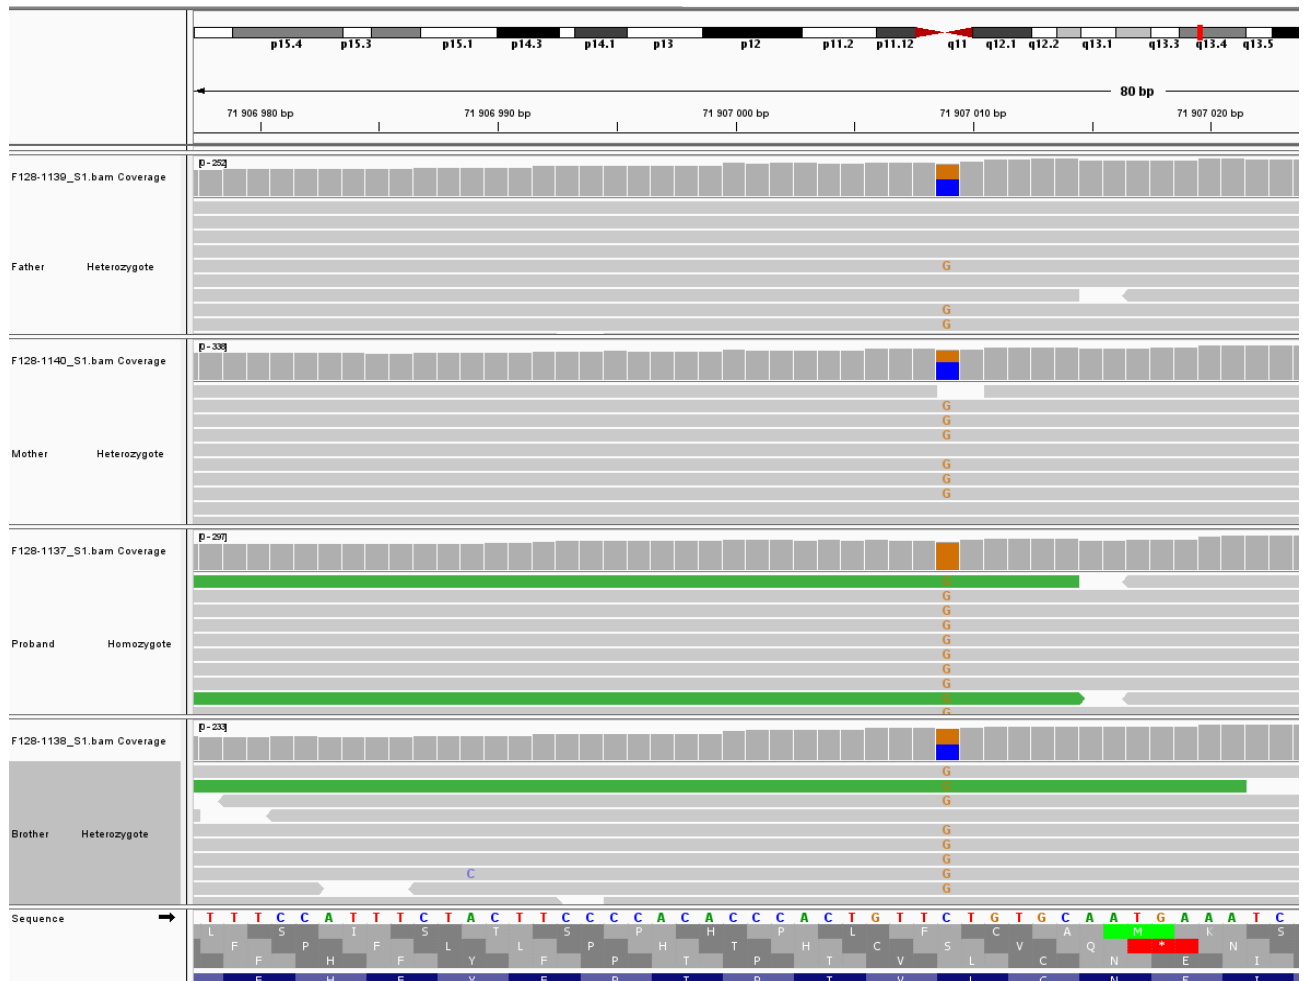 p15.4 p15.3 p15.1 p14.3 p14.1 p13 p12 p11.2 p11.12 q11 q12.1 q12.2 q13.1 q13.3 q13.4 q13.5
80 bp
71 906 980 bp 71 906 990 bp 71 907 000 bp 71 907 010 bp 71 907 020 bp
[0 - 252]
F128-1139_S1.bam Coverage
Father Heterozygote G
G
G
[0 - 338]
F128-1140_S1.bam Coverage
G
G
G
Mother Heterozygote
G
G
G
[0 - 297]
F128-1137_S1.bam Coverage
G
G
G
G
Proband Homozygote G
G
G
G
G
G
[0 - 233]
F128-1138_S1.bam Coverage
G
G
Brother Heterozygote G
G
G
C G
G
Sequence T T T C C A T T T C T A C T T C C C C A C A C C C A C T G T T C T G T G C A A T G A A A T C
L S I S T S P H P L F C A M K S
F P F L L P H T H C S V Q * N
F H F Y F P T P T V L C N E I